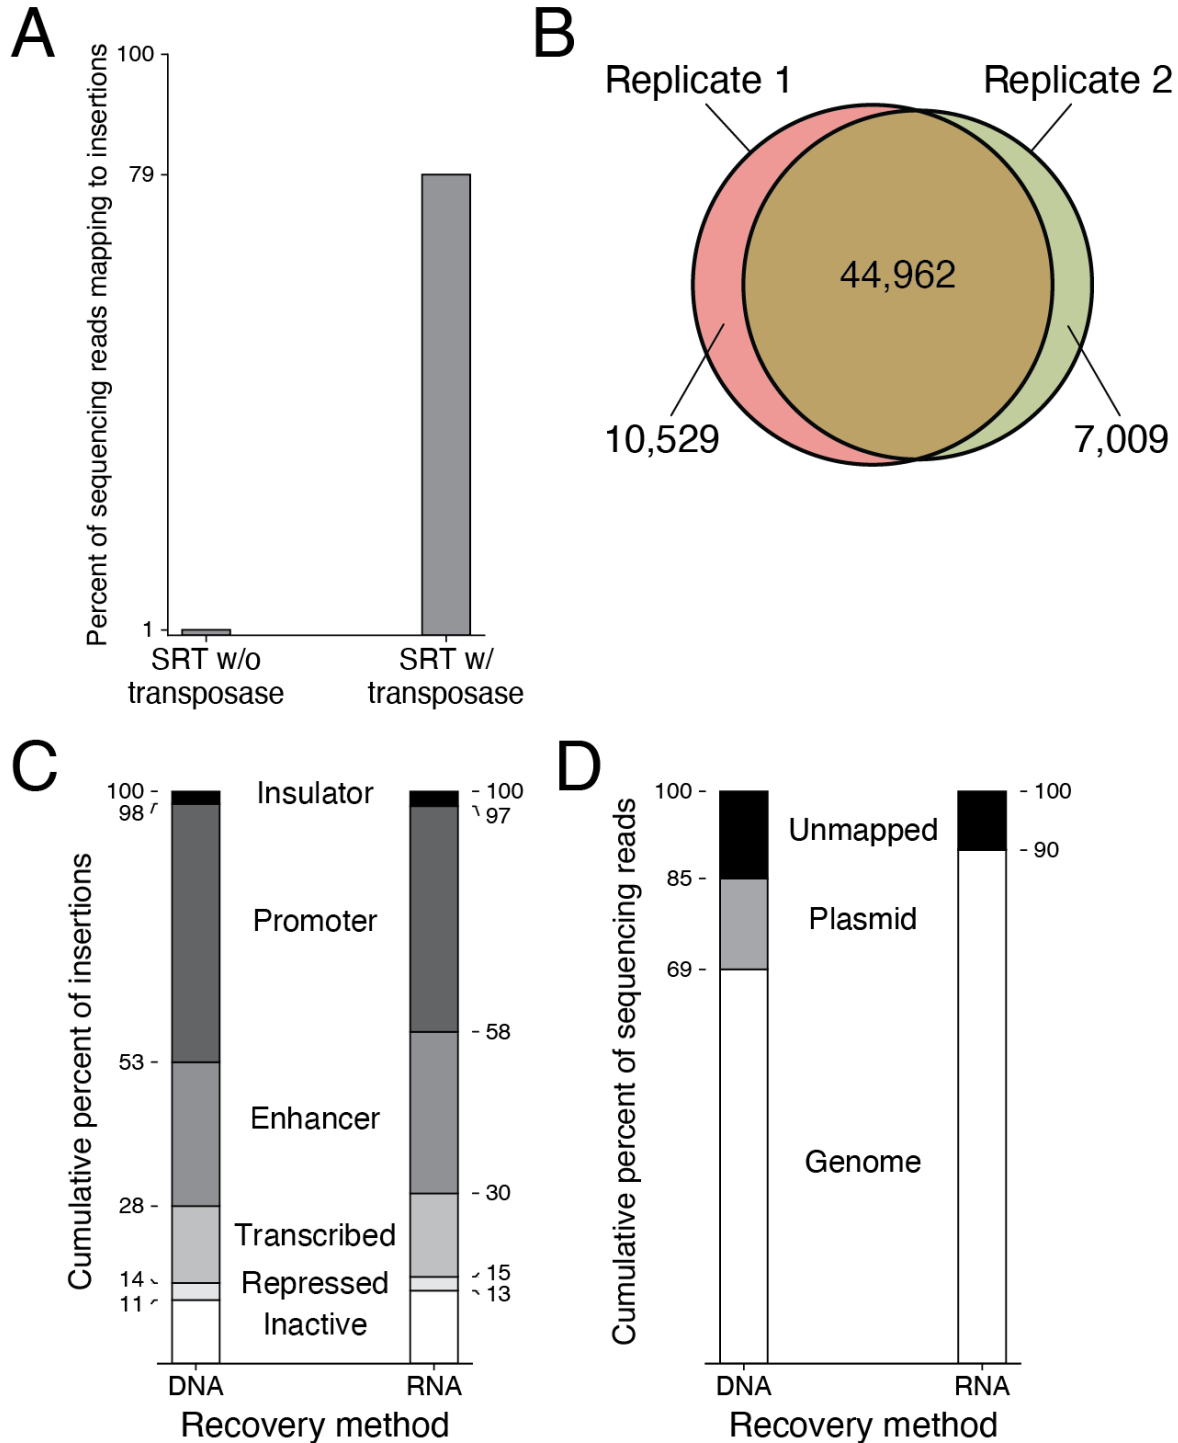 A
Percent of sequencing reads mapping to insertions
100
79
1
SRT w/o
transposase
SRT w/
transposase
B
Replicate 1
Replicate 2
44,962
10,529
7,009
C
Cumulative percent of insertions
100
98
53
28
14
11
Insulator
Promoter
Enhancer
Transcribed
Repressed
Inactive
100
97
58
30
15
13
DNA
RNA
Recovery method
D
Cumulative percent of sequencing reads
100
85
69
Unmapped
Plasmid
Genome
100
90
DNA
RNA
Recovery method